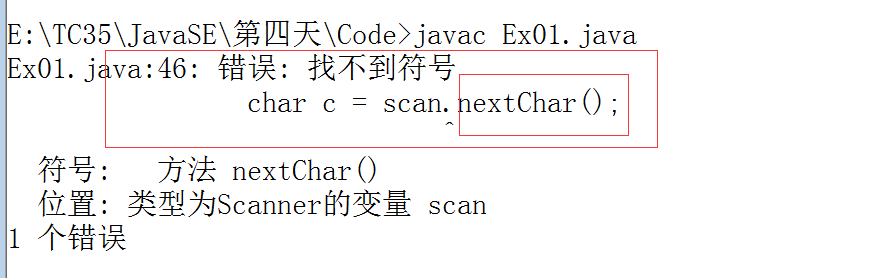 E:\TC35\JavaSE\第四天\Code>javac Ex01.java
Ex01.java:46: 错误: 找不到符号
char c = scan.nextChar();
^
符号:   方法 nextChar()
位置: 类型为Scanner的变量 scan
1 个错误